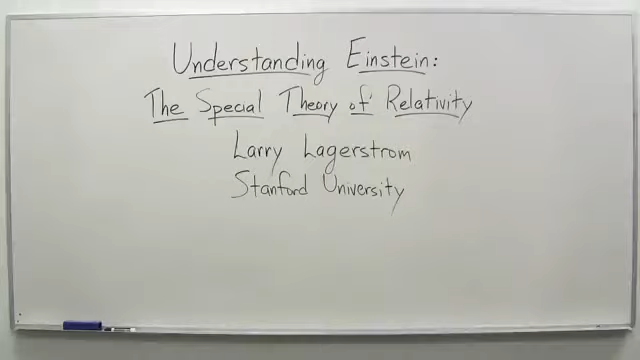 Understanding Einstein:
The Special Theory of Relativity
Larry Lagerstrom
Stanford University